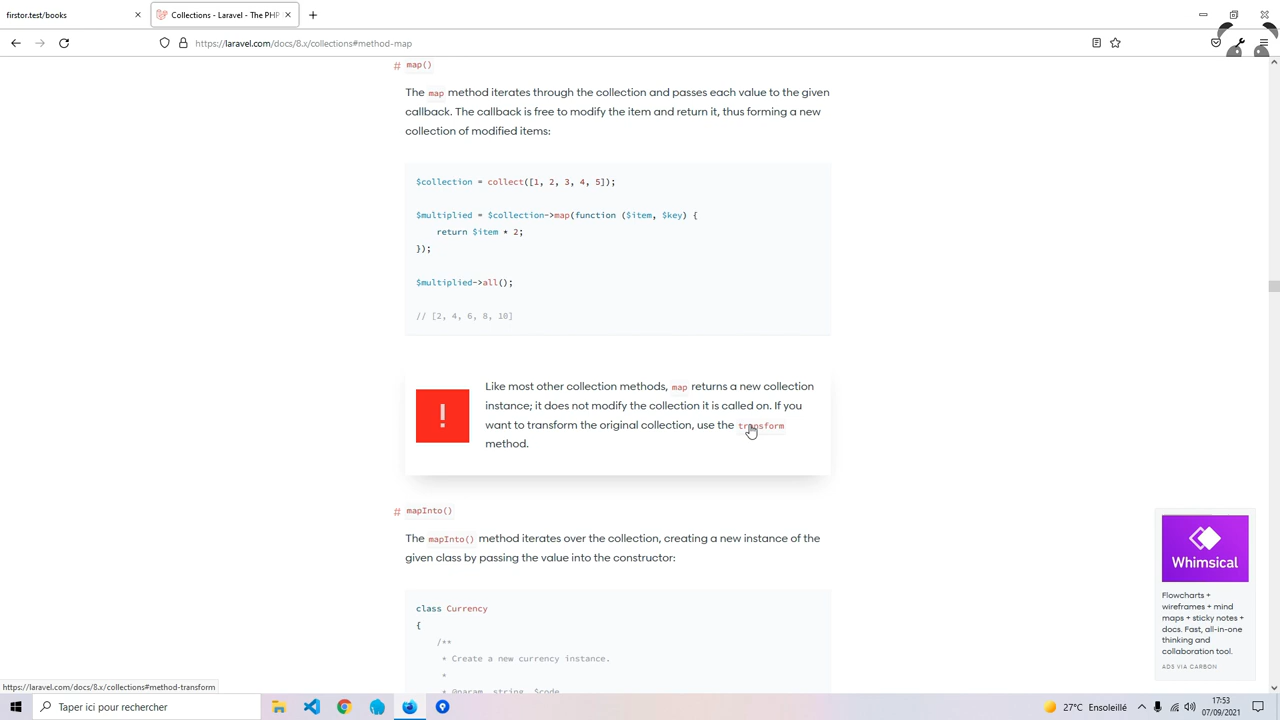 firstor.test/books
Collections - Laravel - The PHP
https://laravel.com/docs/8.x/collections#method-map
# map()
The map method iterates through the collection and passes each value to the given
callback. The callback is free to modify the item and return it, thus forming a new
collection of modified items:
$collection = collect([1, 2, 3, 4, 5]);
$multiplied = $collection->map(function ($item, $key) {
return $item * 2;
});
$multiplied->all();
// [2, 4, 6, 8, 10]
!
Like most other collection methods, map returns a new collection
instance; it does not modify the collection it is called on. If you
want to transform the original collection, use the transform
method.
# mapInto()
The mapInto() method iterates over the collection, creating a new instance of the
given class by passing the value into the constructor:
class Currency
{
/**
* Create a new currency instance.
*
* @param string $code
Whimsical
Flowcharts +
wireframes + mind
maps + sticky notes +
docs. Fast, all-in-one
thinking and
collaboration tool.
ADS VIA CARBON
https://laravel.com/docs/8.x/collections#method-transform
Taper ici pour rechercher
27°C Ensoleillé
17:53
07/09/2021